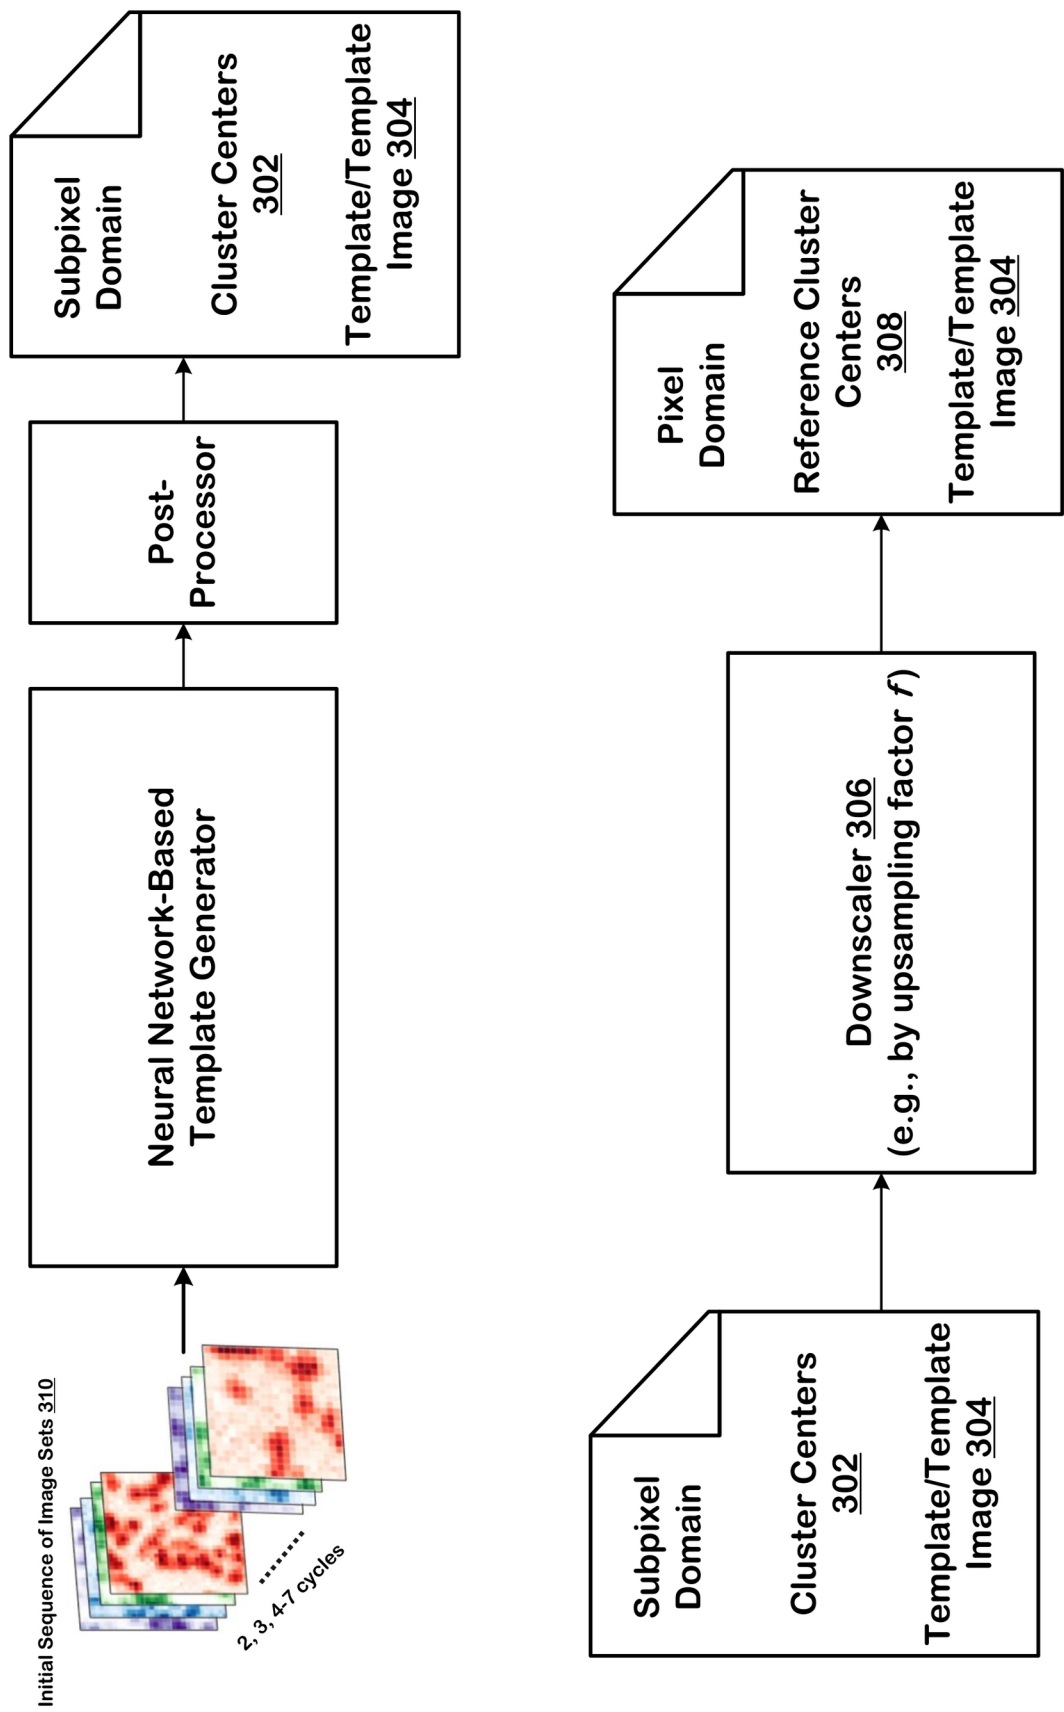 Initial Sequence of Image Sets 310
2, 3, 4-7 cycles
Neural Network-Based
Template Generator
Post-
Processor
Subpixel
Domain
Cluster Centers
302
Template/Template
Image 304
Subpixel
Domain
Cluster Centers
302
Template/Template
Image 304
Downscaler 306
(e.g., by upsampling factor f)
Pixel
Domain
Reference Cluster
Centers
308
Template/Template
Image 304